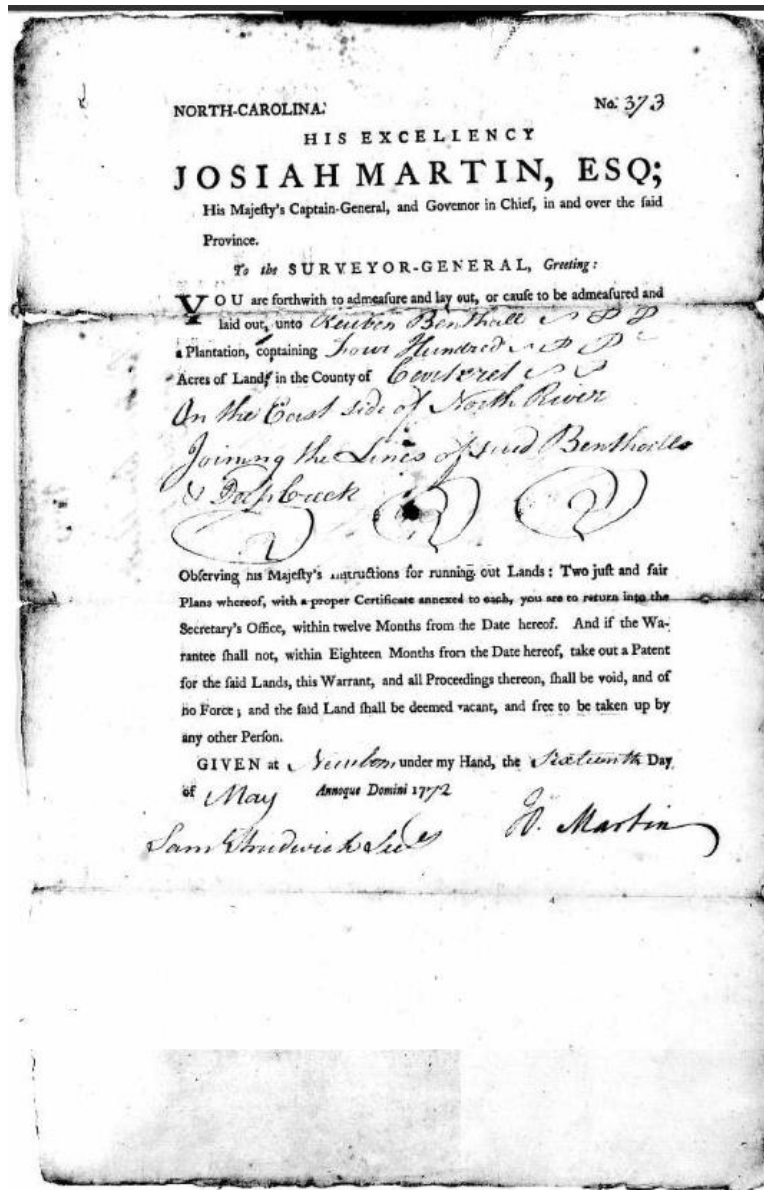 NORTH-CAROLINA. No. 373
HIS EXCELLENCY
JOSIAH MARTIN, ESQ;
His Majesty's Captain-General, and Governor in Chief, in and over the said
Province.
To the SURVEYOR-GENERAL, Greeting:
YOU are forthwith to admeasure and lay out, or cause to be admeasured and
laid out, unto Reuben Benthall
a Plantation, containing Four Hundred
Acres of Land, in the County of Carteret
On the East side of North River
Joining the Lines of said Benthalls
&
Observing his Majesty's Instructions for running out Lands: Two just and fair
Plans whereof, with a proper Certificate annexed to each, you are to return into the
Secretary's Office, within twelve Months from the Date hereof. And if the Wa-
rantee shall not, within Eighteen Months from the Date hereof, take out a Patent
for the said Lands, this Warrant, and all Proceedings thereon, shall be void, and of
no Force; and the said Land shall be deemed vacant, and free to be taken up by
any other Person.
GIVEN at Newbern under my Hand, the Sixteenth Day
of May Annoque Domini 1772
Sam Strudwick Secy Jo. Martin